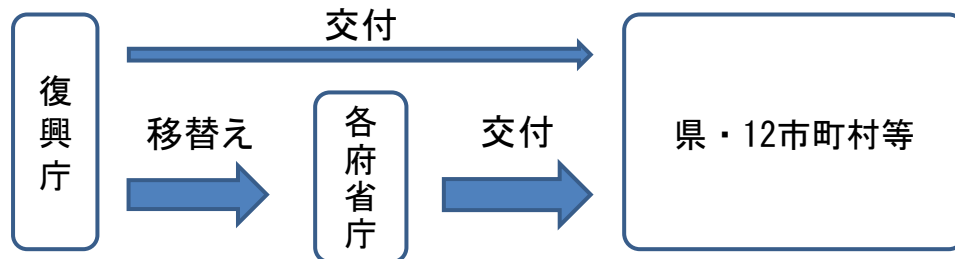 交付
復興庁
移替え
各府省庁
交付
県・12市町村等